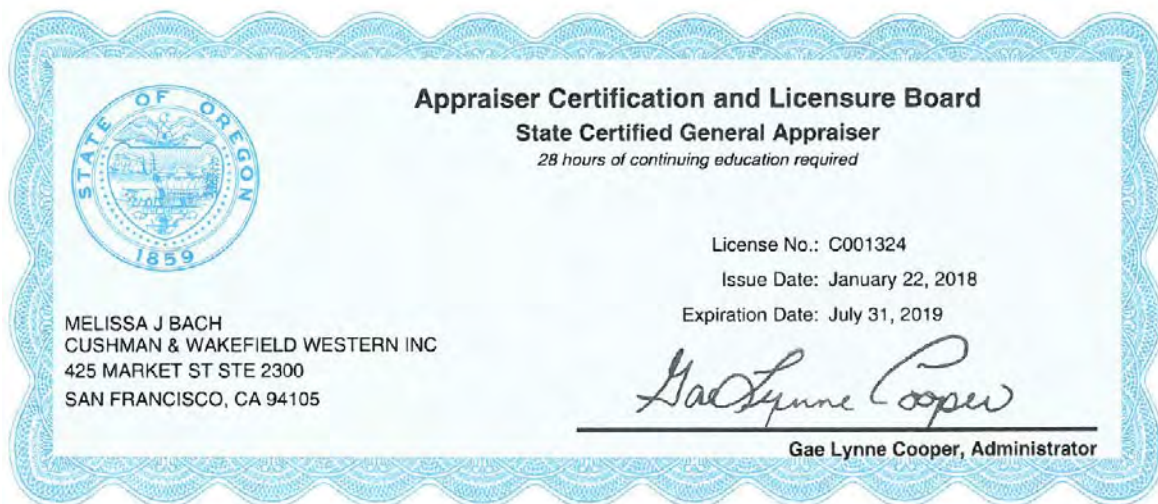 STATE OF OREGON
1859
Appraiser Certification and Licensure Board
State Certified General Appraiser
28 hours of continuing education required
License No.: C001324
Issue Date: January 22, 2018
Expiration Date: July 31, 2019
MELISSA J BACH
CUSHMAN & WAKEFIELD WESTERN INC
425 MARKET ST STE 2300
SAN FRANCISCO, CA 94105
Gae Lynne Cooper
Gae Lynne Cooper, Administrator